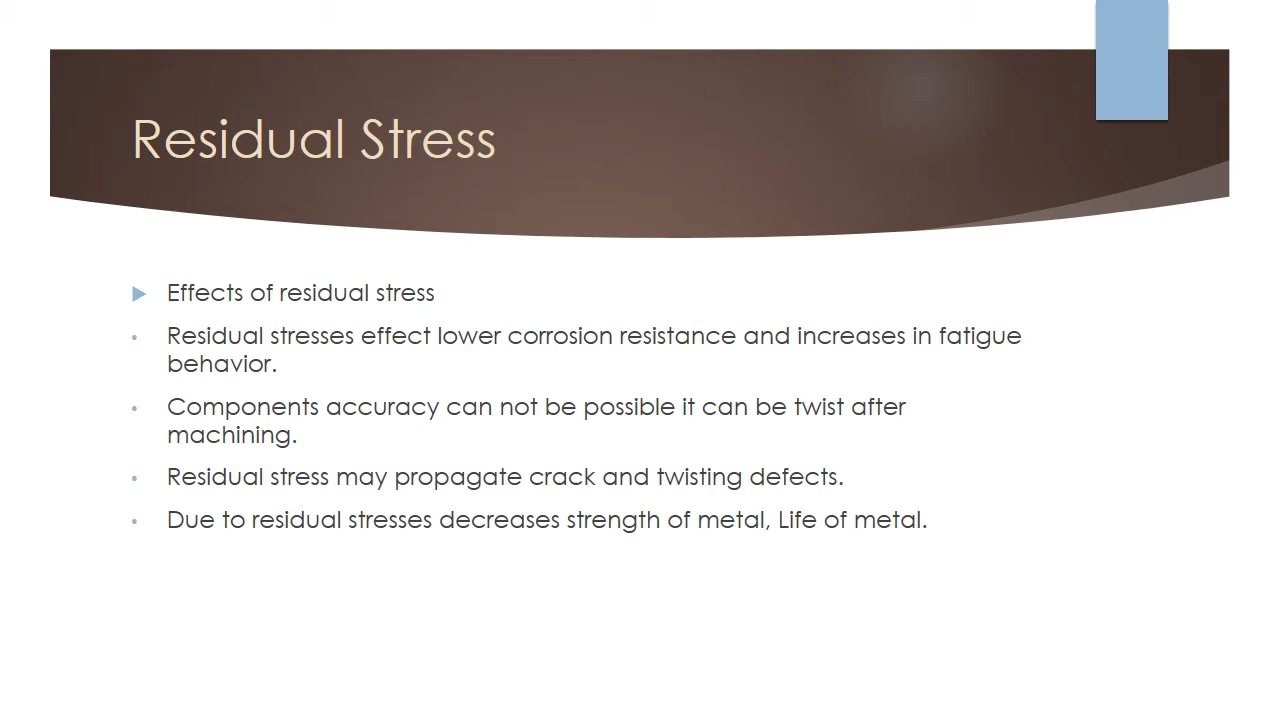 Residual Stress
Effects of residual stress
Residual stresses effect lower corrosion resistance and increases in fatigue
behavior.
Components accuracy can not be possible it can be twist after
machining.
Residual stress may propagate crack and twisting defects.
Due to residual stresses decreases strength of metal, Life of metal.